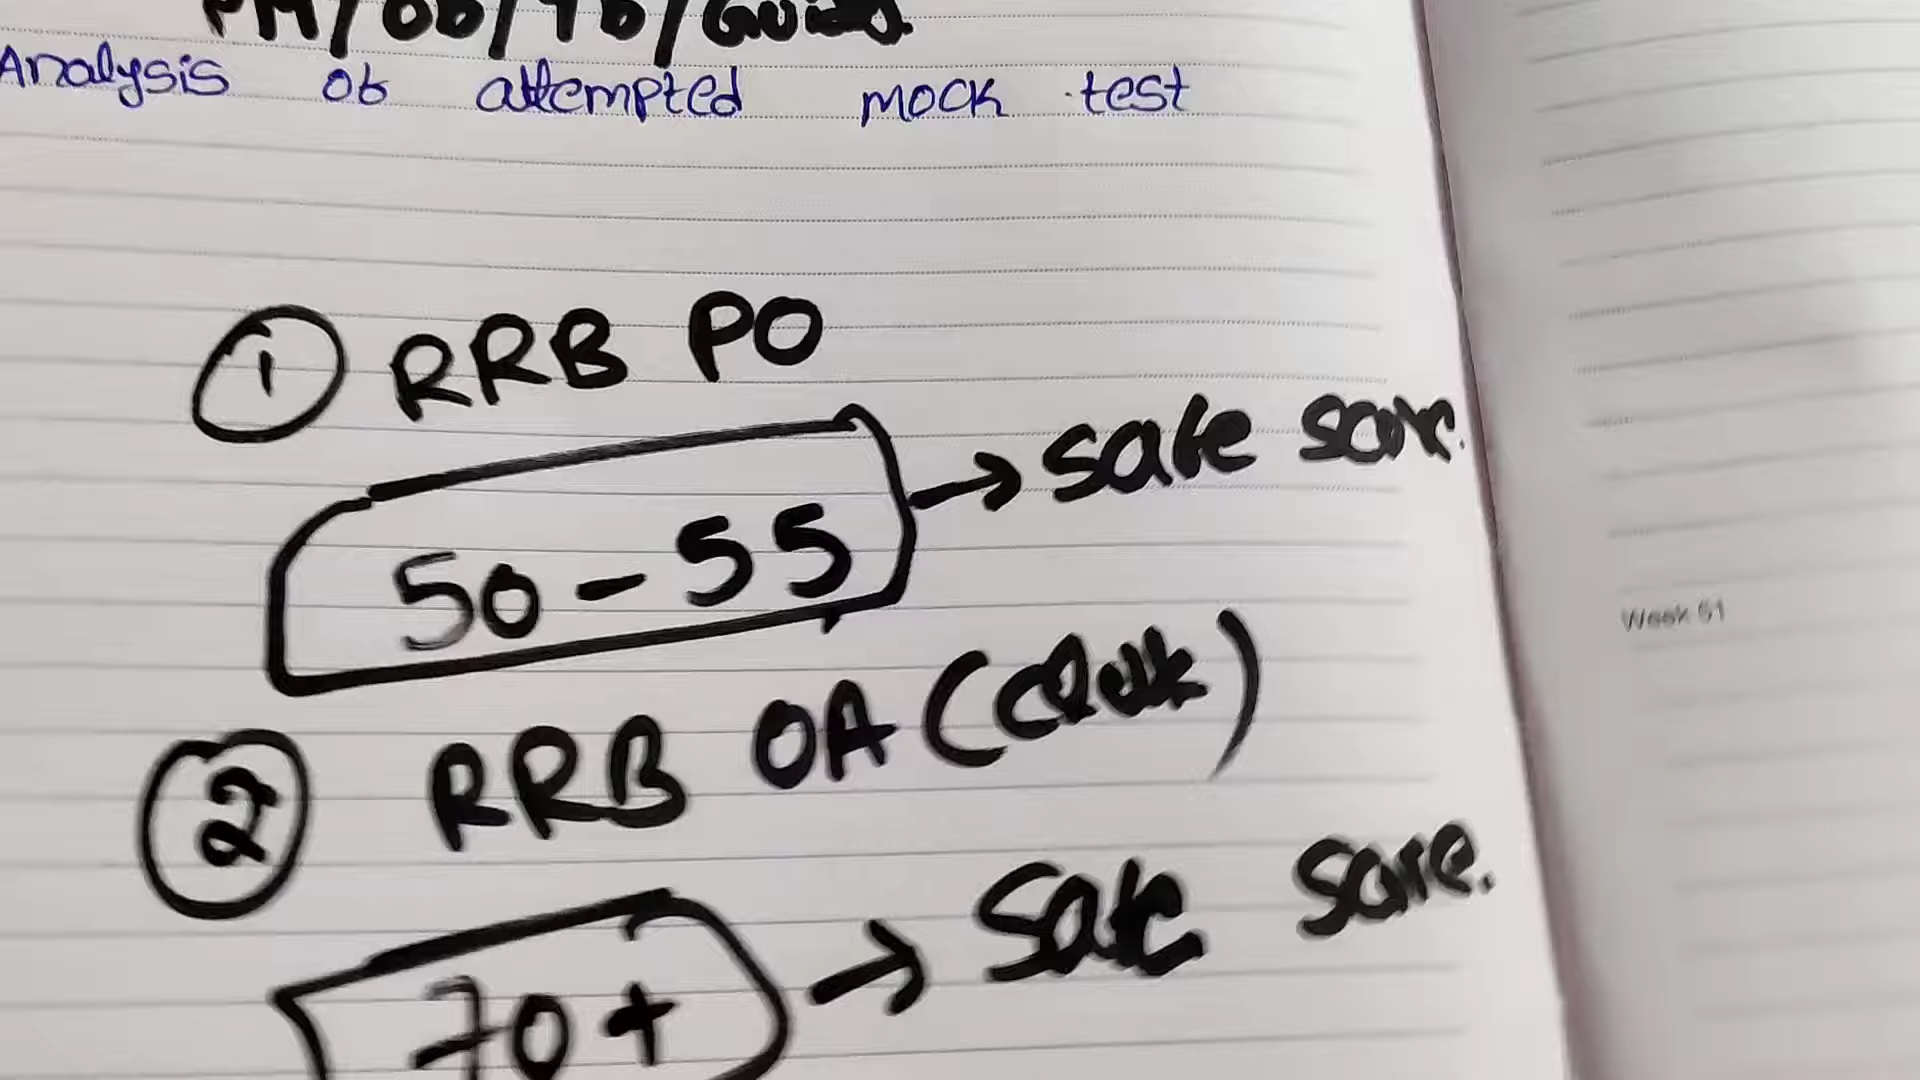 Analysis of attempted mock test
1 RRB PO
50-55 → safe score.
Week 51
2 RRB OA (Clerk)
70+ → Safe Score.